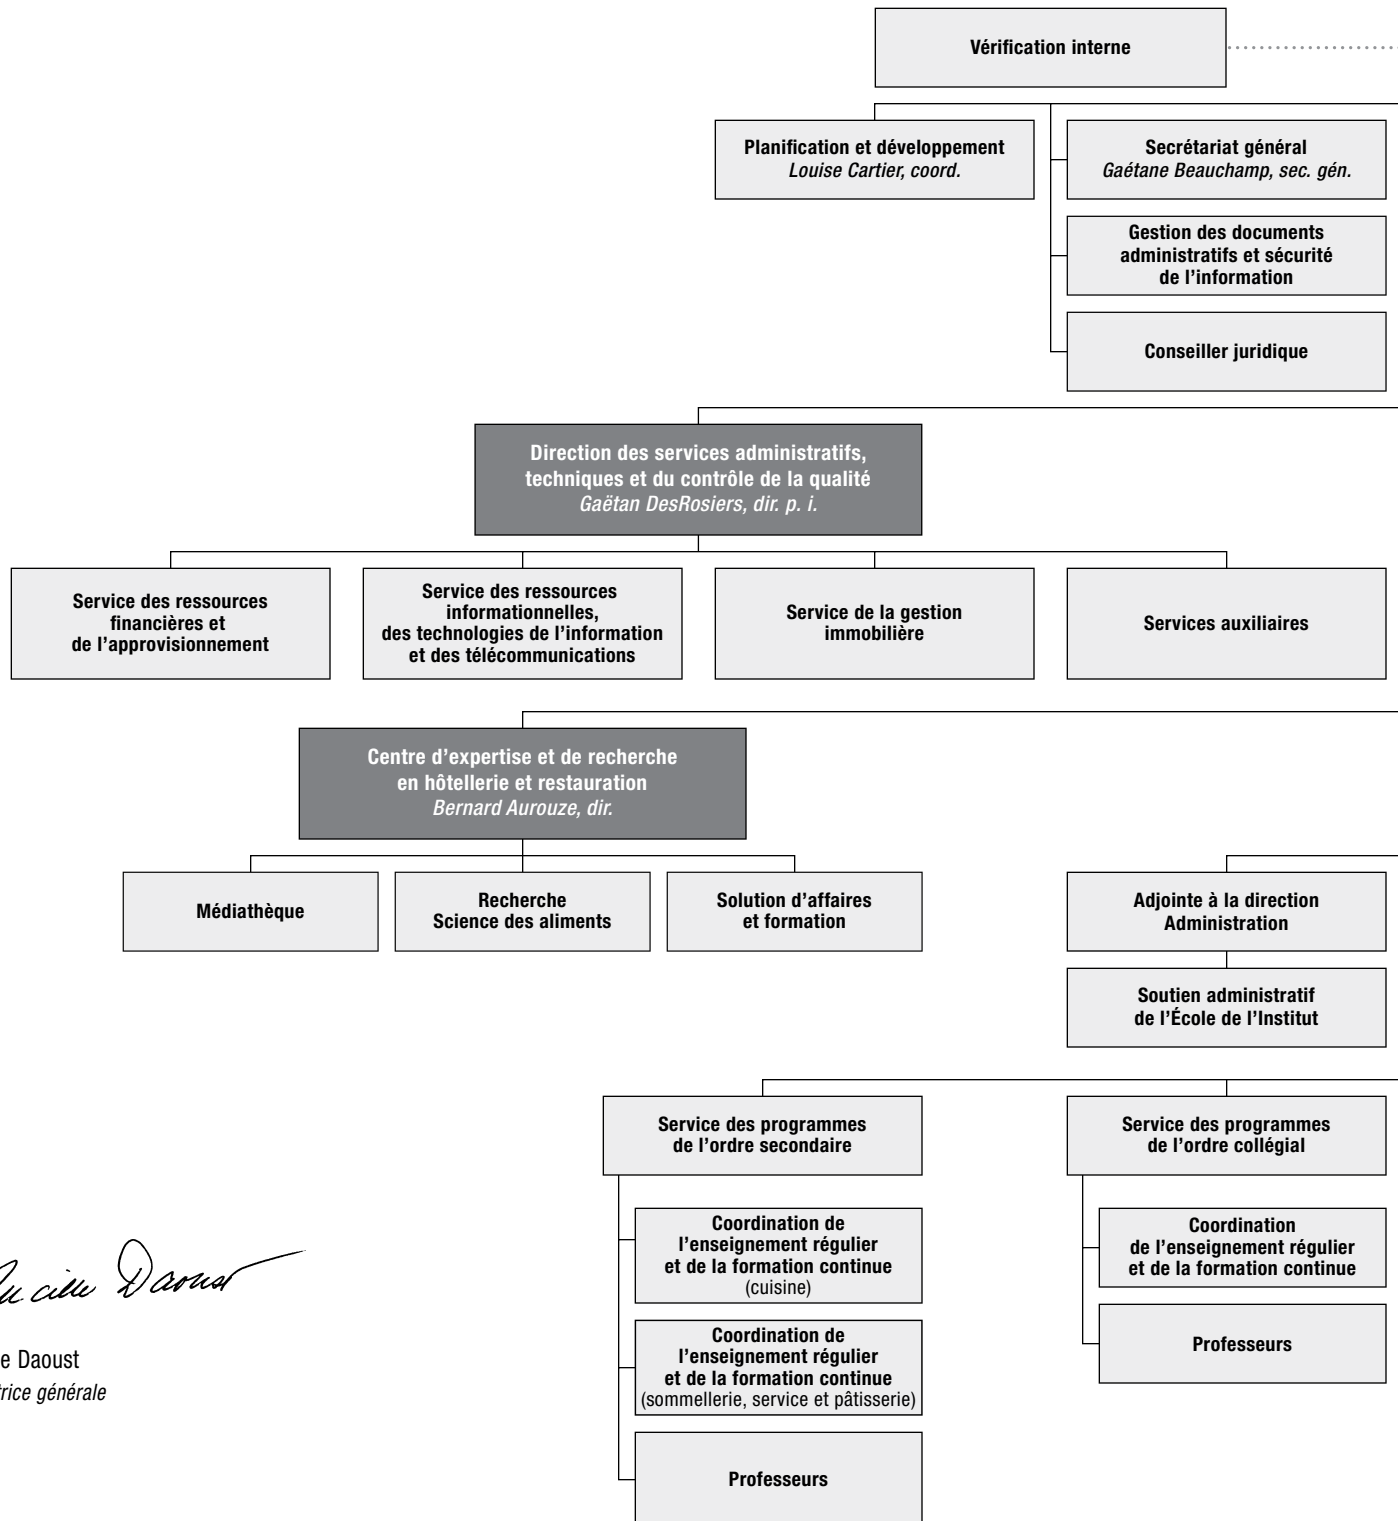 Vérification interne
Planification et développement
Louise Cartier, coord.
Secrétariat général
Gaétane Beauchamp, sec. gén.
Gestion des documents
administratifs et sécurité
de l'information
Conseiller juridique
Direction des services administratifs,
techniques et du contrôle de la qualité
Gaëtan DesRosiers, dir. p. i.
Service des ressources
financières et
de l'approvisionnement
Service des ressources
informationnelles,
des technologies de l'information
et des télécommunications
Service de la gestion
immobilière
Services auxiliaires
Centre d'expertise et de recherche
en hôtellerie et restauration
Bernard Aurouze, dir.
Médiathèque
Recherche
Science des aliments
Solution d'affaires
et formation
Adjointe à la direction
Administration
Soutien administratif
de l'École de l'Institut
Service des programmes
de l'ordre secondaire
Coordination de
l'enseignement régulier
et de la formation continue
(cuisine)
Coordination de
l'enseignement régulier
et de la formation continue
(sommellerie, service et pâtisserie)
Professeurs
Service des programmes
de l'ordre collégial
Coordination
de l'enseignement régulier
et de la formation continue
Professeurs
Daoust
e Daoust
rice générale